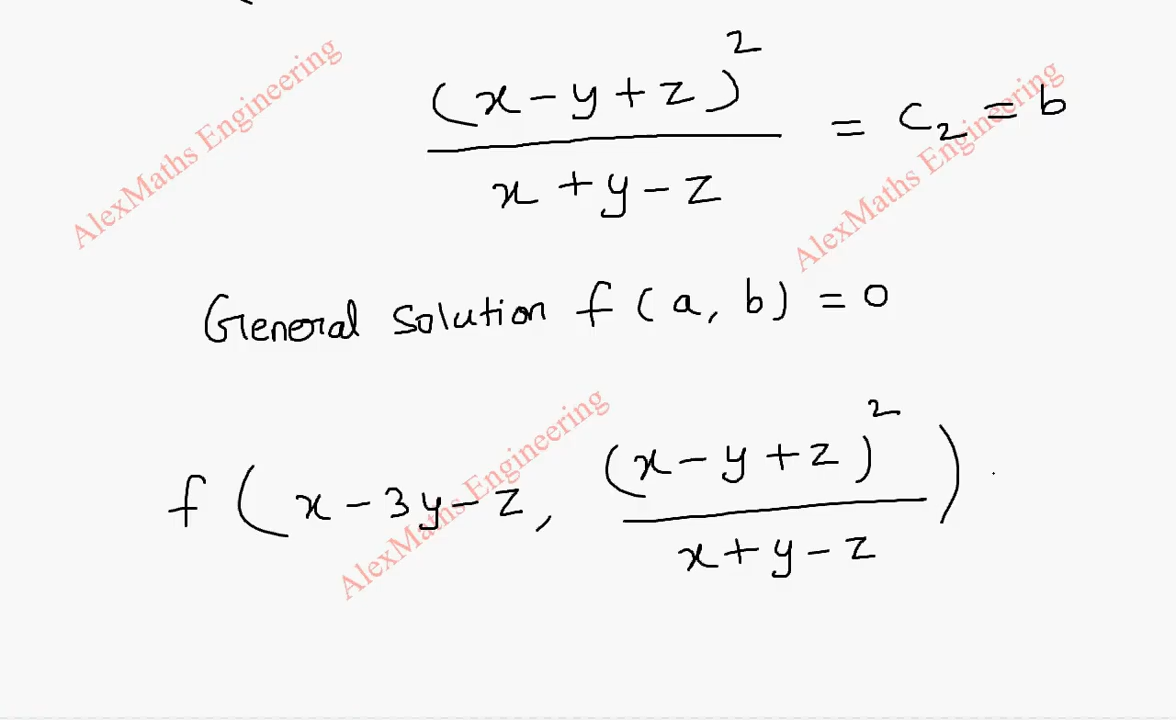 (x - y + z)² / x + y - z = c₂ = b
General solution f(a, b) = 0
f(x - 3y - z, (x - y + z)² / x + y - z)
AlexMaths Engineering
AlexMaths Engineering
AlexMaths Engineering